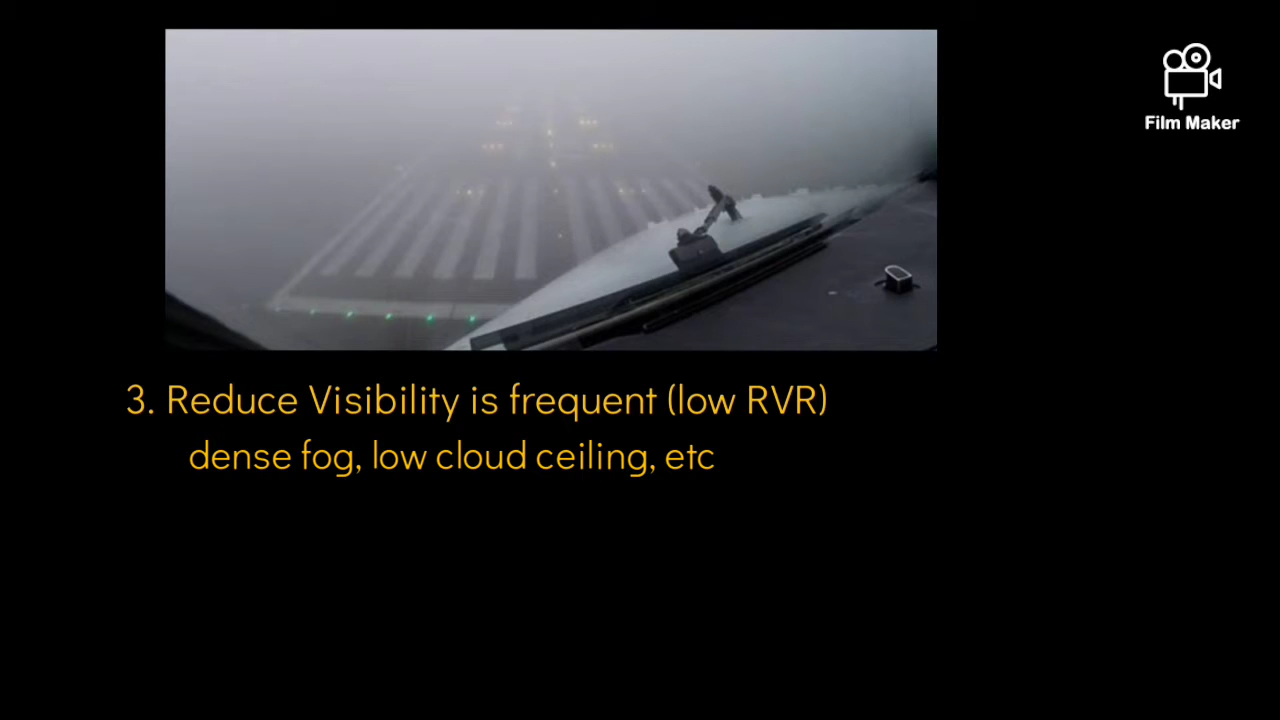 Film Maker
3. Reduce Visibility is frequent (low RVR)
dense fog, low cloud ceiling, etc